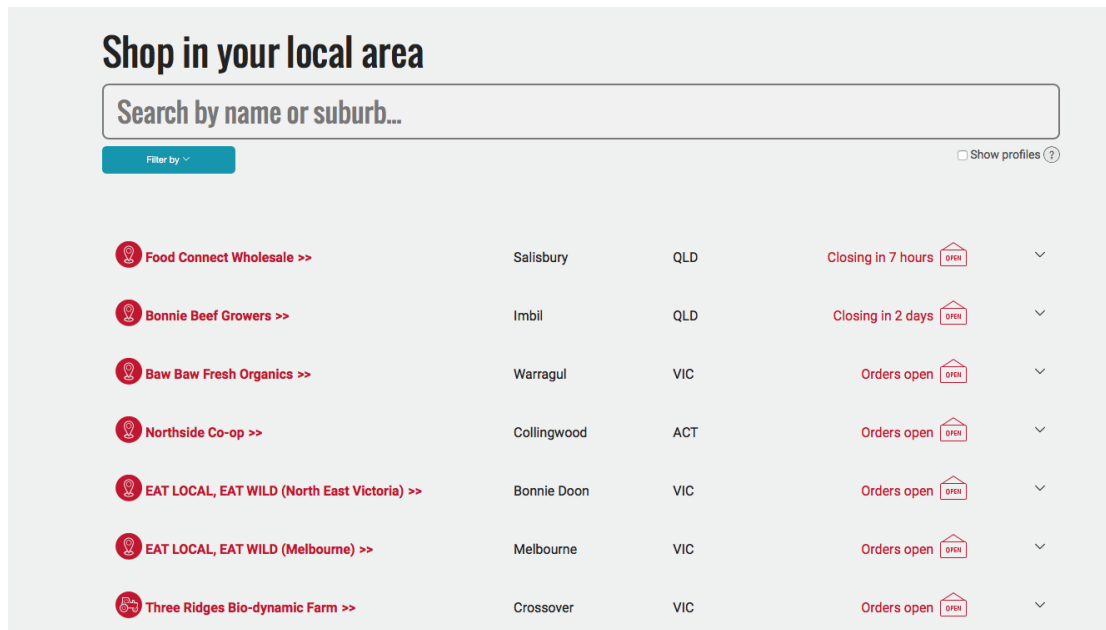 Shop in your local area
Search by name or suburb...
Filter by
Show profiles ?
Food Connect Wholesale >> Salisbury QLD Closing in 7 hours OPEN
Bonnie Beef Growers >> Imbil QLD Closing in 2 days OPEN
Baw Baw Fresh Organics >> Warragul VIC Orders open OPEN
Northside Co-op >> Collingwood ACT Orders open OPEN
EAT LOCAL, EAT WILD (North East Victoria) >> Bonnie Doon VIC Orders open OPEN
EAT LOCAL, EAT WILD (Melbourne) >> Melbourne VIC Orders open OPEN
Three Ridges Bio-dynamic Farm >> Crossover VIC Orders open OPEN